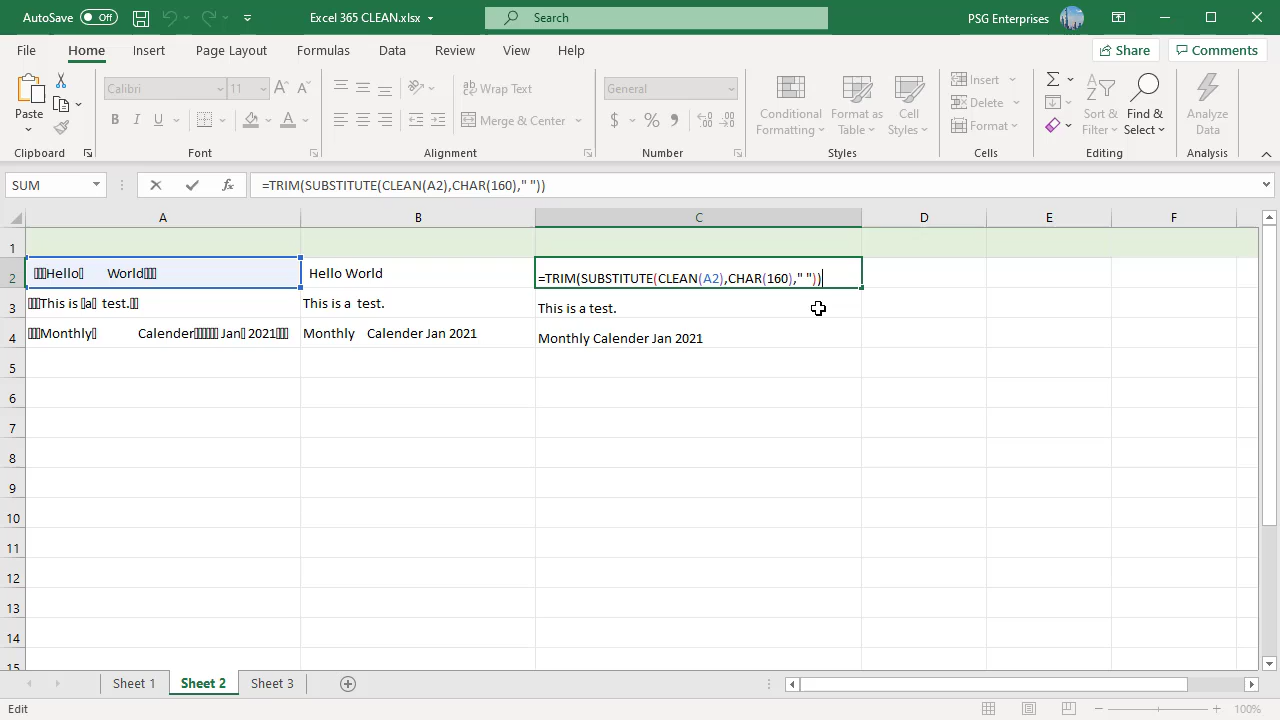 AutoSave Off
Excel 365 CLEAN.xlsx
Search
PSG Enterprises
File Home Insert Page Layout Formulas Data Review View Help Share Comments
Paste
Clipboard
Calibri 11
B I U A
Font
ab Wrap Text
Merge & Center
Alignment
General
$ % ,
Number
Conditional Formatting
Format as Table
Cell Styles
Styles
Insert
Delete
Format
Cells
Sort & Filter
Find & Select
Editing
Analyze Data
Analysis
SUM fx =TRIM(SUBSTITUTE(CLEAN(A2),CHAR(160)," "))
A B C D E F
1
2 Hello World Hello World =TRIM(SUBSTITUTE(CLEAN(A2),CHAR(160)," "))
3 This is a test. This is a test. This is a test.
4 Monthly Calender Jan 2021 Monthly Calender Jan 2021 Monthly Calender Jan 2021
5
6
7
8
9
10
11
12
13
14
15
Sheet 1 Sheet 2 Sheet 3
Edit 100%